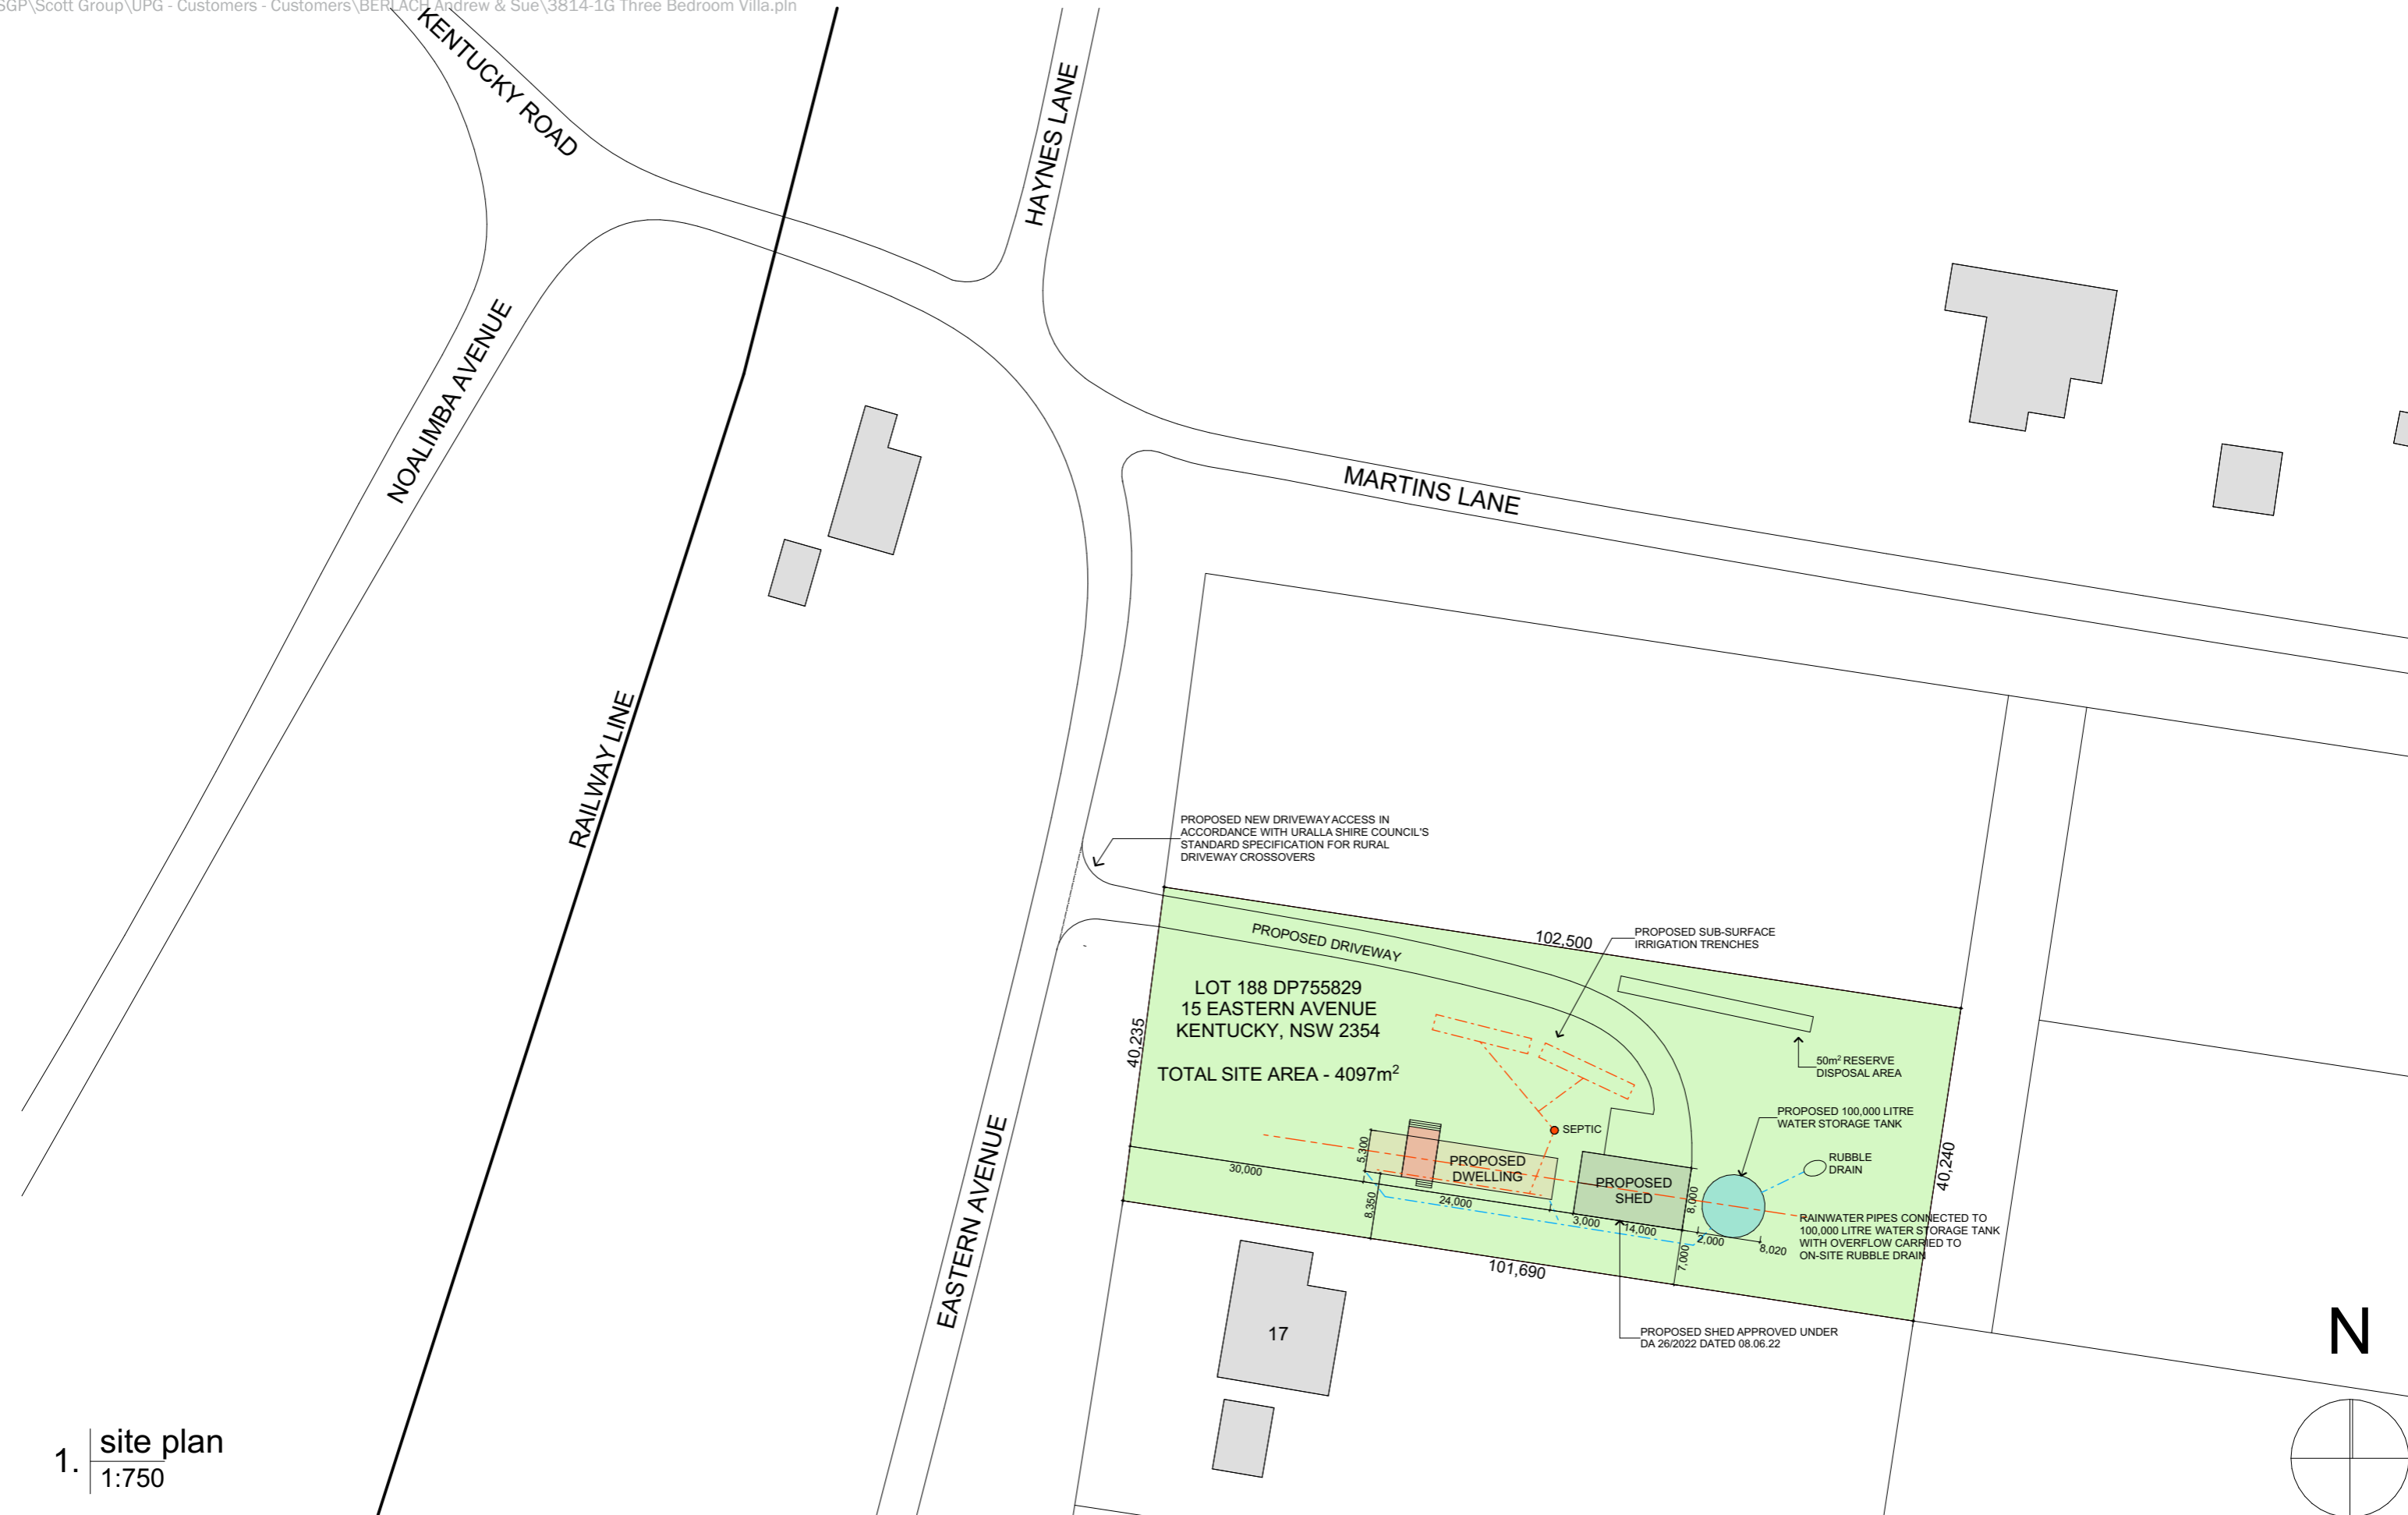 SGP\Scott Group\UPG - Customers - Customers\BERLACH Andrew & Sue\3814-1G Three Bedroom Villa.pln
KENTUCKY ROAD
HAYNES LANE
NOALIMBA AVENUE
MARTINS LANE
RAILWAY LINE
PROPOSED NEW DRIVEWAY ACCESS IN
ACCORDANCE WITH URALLA SHIRE COUNCIL'S
STANDARD SPECIFICATION FOR RURAL
DRIVEWAY CROSSOVERS
PROPOSED DRIVEWAY
102,500
PROPOSED SUB-SURFACE
IRRIGATION TRENCHES
LOT 188 DP755829
15 EASTERN AVENUE
KENTUCKY, NSW 2354
TOTAL SITE AREA - 4097m²
40,235
50m² RESERVE
DISPOSAL AREA
PROPOSED 100,000 LITRE
WATER STORAGE TANK
SEPTIC
RUBBLE
DRAIN
40,240
EASTERN AVENUE
30,000
5,300
PROPOSED
DWELLING
8,350
24,000
PROPOSED
SHED
8,000
3,000
14,000
2,000
8,020
7,000
RAINWATER PIPES CONNECTED TO
100,000 LITRE WATER STORAGE TANK
WITH OVERFLOW CARRIED TO
ON-SITE RUBBLE DRAIN
101,690
17
PROPOSED SHED APPROVED UNDER
DA 26/2022 DATED 08.06.22
N
1.
site plan
1:750